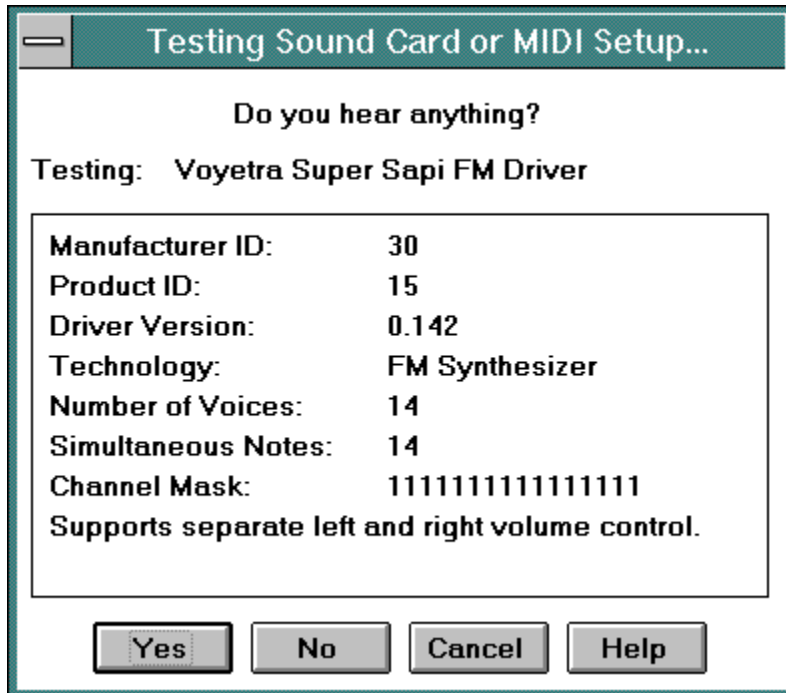 Testing Sound Card or MIDI Setup...
Do you hear anything?
Testing: Voyetra Super Sapi FM Driver
Manufacturer ID: 30
Product ID: 15
Driver Version: 0.142
Technology: FM Synthesizer
Number of Voices: 14
Simultaneous Notes: 14
Channel Mask: 1111111111111111
Supports separate left and right volume control.
Yes No Cancel Help